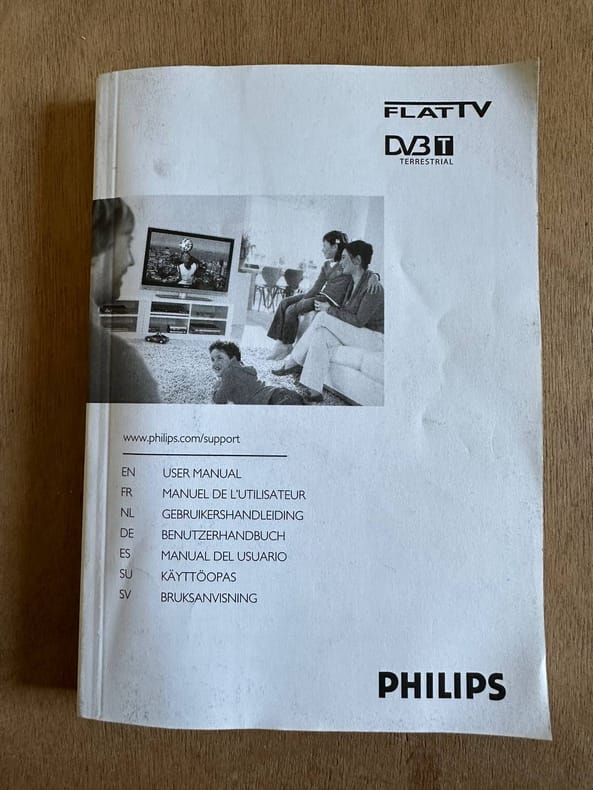 FLAT TV
DVB T
TERRESTRIAL
www.philips.com/support
EN USER MANUAL
FR MANUEL DE L'UTILISATEUR
NL GEBRUIKERSHANDLEIDING
DE BENUTZERHANDBUCH
ES MANUAL DEL USUARIO
SU KÄYTTÖOPAS
SV BRUKSANVISNING
PHILIPS